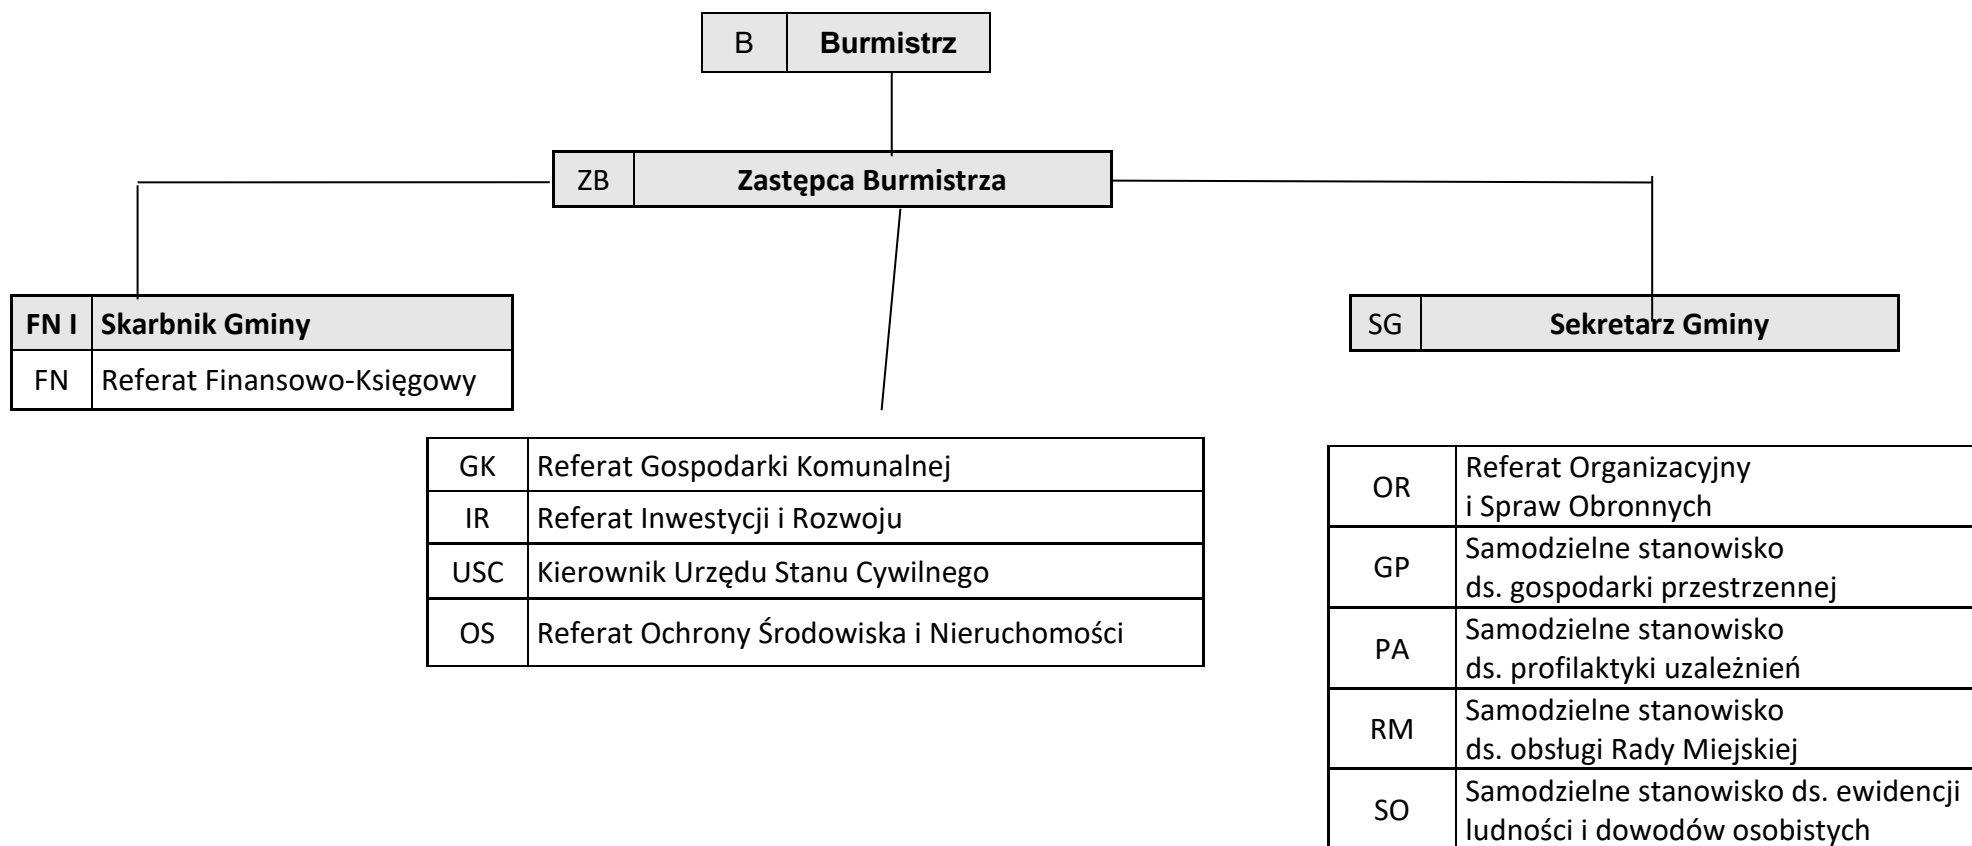 B Burmistrz
ZB Zastępca Burmistrza
FN I Skarbnik Gminy
FN Referat Finansowo-Księgowy
SG Sekretarz Gminy
GK Referat Gospodarki Komunalnej
IR Referat Inwestycji i Rozwoju
USC Kierownik Urzędu Stanu Cywilnego
OS Referat Ochrony Środowiska i Nieruchomości
OR Referat Organizacyjny
i Spraw Obronnych
GP Samodzielne stanowisko
ds. gospodarki przestrzennej
PA Samodzielne stanowisko
ds. profilaktyki uzależnień
RM Samodzielne stanowisko
ds. obsługi Rady Miejskiej
SO Samodzielne stanowisko ds. ewidencji
ludności i dowodów osobistych